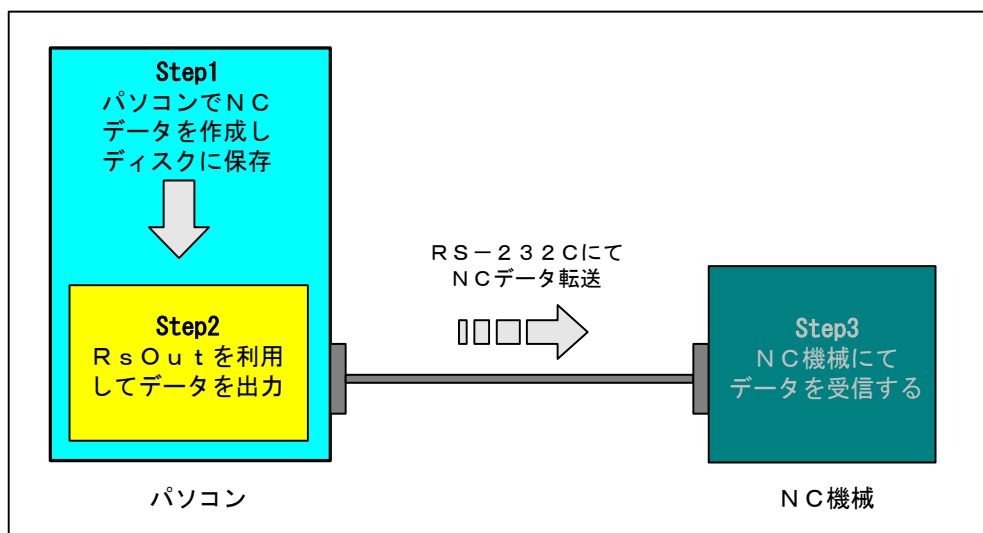 Step1
パソコンでＮＣ
データを作成し
ディスクに保存
Step2
ＲｓＯｕｔを利用
してデータを出力
ＲＳ－２３２Cにて
ＮＣデータ転送
Step3
ＮＣ機械にて
データを受信する
パソコン
ＮＣ機械